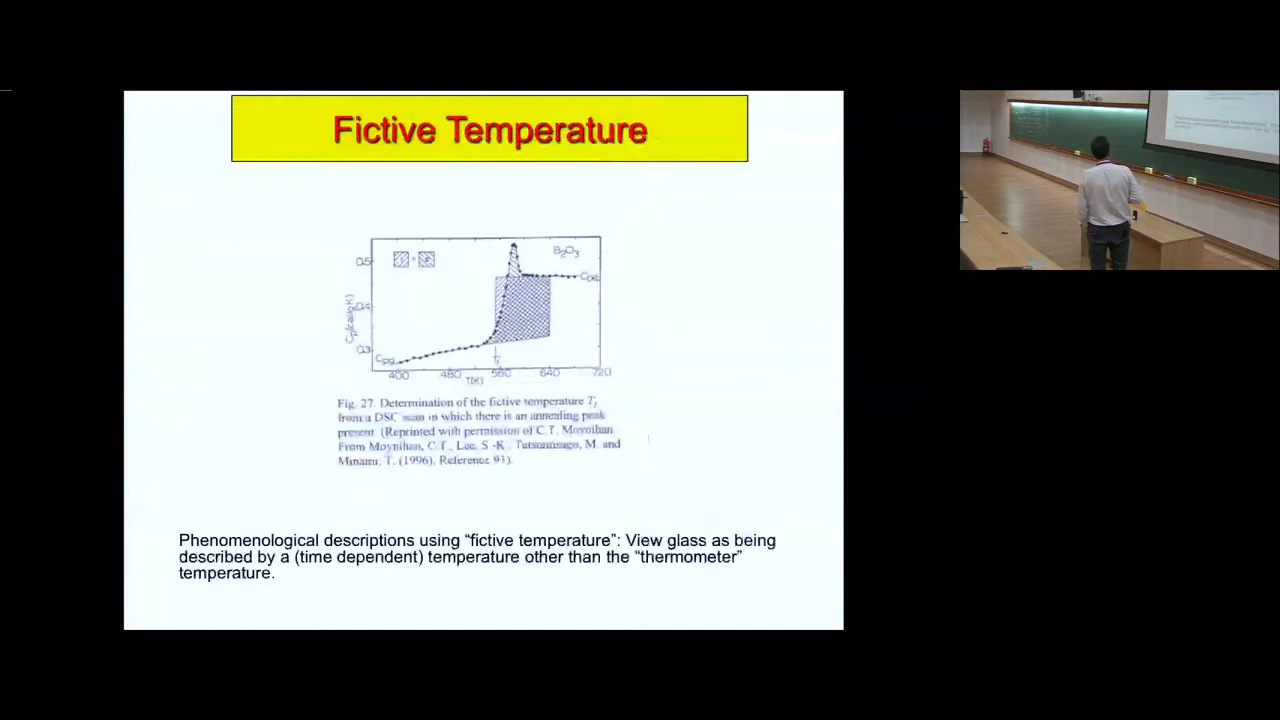 Fictive Temperature
B₂O₃
0.5
0.4
0.3
400
480
560
640
720
T(K)
Fig. 27. Determination of the fictive temperature
from a DSC scan in which there is an annealing peak
present (Reprinted with permission of C.T. Moynihan
From Moynihan, C.T., Lee, S.-K., Tatsumisago, M. and
Minami, T. (1996), Reference 93).
Phenomenological descriptions using “fictive temperature”: View glass as being
described by a (time dependent) temperature other than the “thermometer”
temperature.